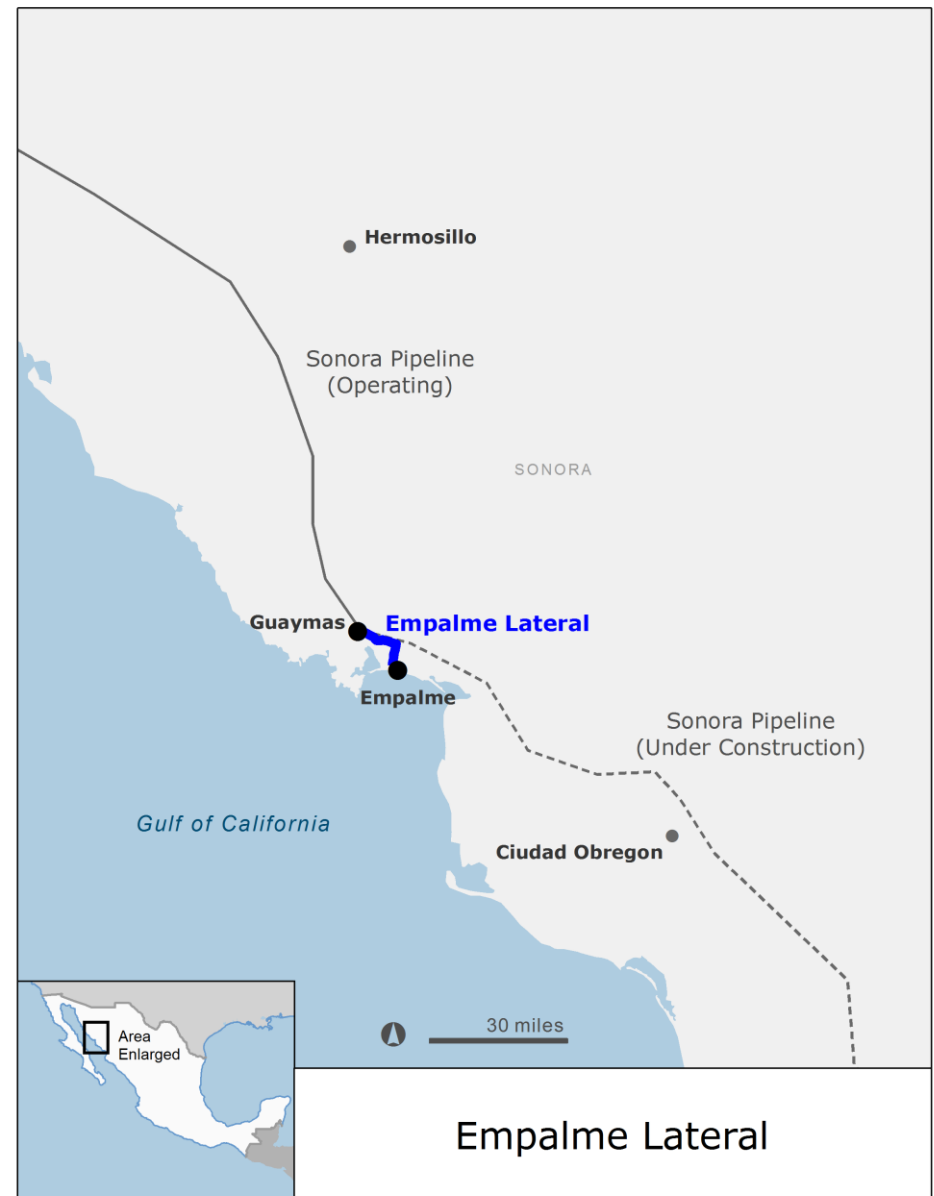 Hermosillo
Sonora Pipeline
(Operating)
SONORA
Guaymas
Empalme Lateral
Empalme
Sonora Pipeline
(Under Construction)
Gulf of California
Ciudad Obregon
30 miles
Area
Enlarged
Empalme Lateral